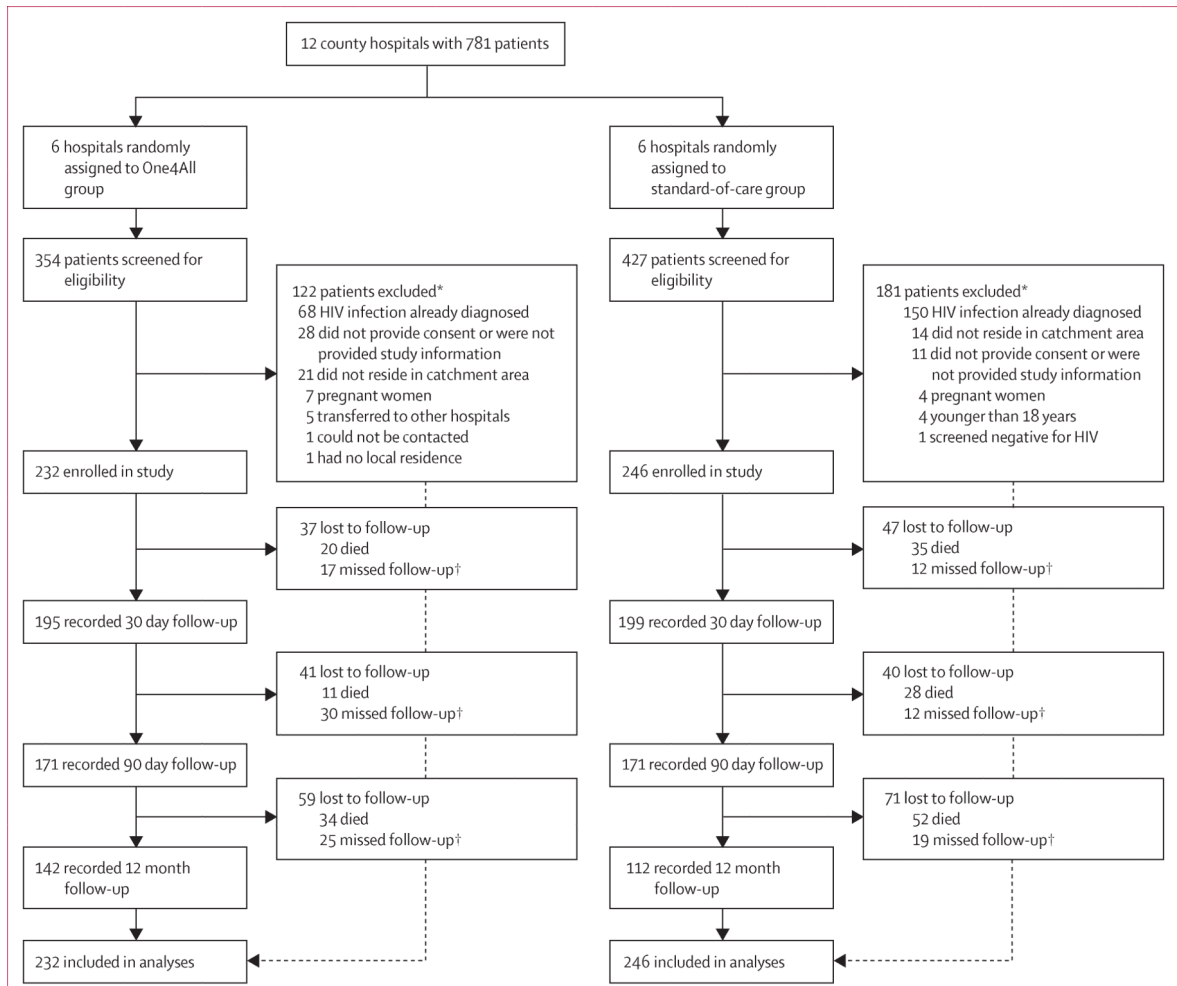 12 county hospitals with 781 patients
6 hospitals randomly
assigned to One4All
group
354 patients screened for
eligibility
122 patients excluded*
68 HIV infection already diagnosed
28 did not provide consent or were not
provided study information
21 did not reside in catchment area
7 pregnant women
5 transferred to other hospitals
1 could not be contacted
1 had no local residence
232 enrolled in study
37 lost to follow-up
20 died
17 missed follow-up†
195 recorded 30 day follow-up
41 lost to follow-up
11 died
30 missed follow-up†
171 recorded 90 day follow-up
59 lost to follow-up
34 died
25 missed follow-up†
142 recorded 12 month
follow-up
232 included in analyses
6 hospitals randomly
assigned to
standard-of-care group
427 patients screened for
eligibility
181 patients excluded*
150 HIV infection already diagnosed
14 did not reside in catchment area
11 did not provide consent or were
not provided study information
4 pregnant women
4 younger than 18 years
1 screened negative for HIV
246 enrolled in study
47 lost to follow-up
35 died
12 missed follow-up†
199 recorded 30 day follow-up
40 lost to follow-up
28 died
12 missed follow-up†
171 recorded 90 day follow-up
71 lost to follow-up
52 died
19 missed follow-up†
112 recorded 12 month
follow-up
246 included in analyses